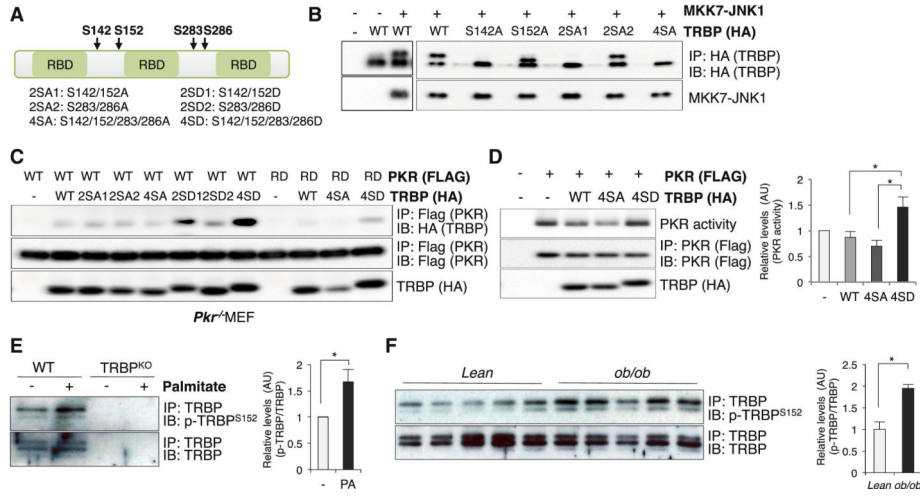 A
S142 S152 S283 S286
RBD RBD RBD
2SA1: S142/152A 2SD1: S142/152D
2SA2: S283/286A 2SD2: S283/286D
4SA: S142/152/283/286A 4SD: S142/152/283/286D
B
- - + + + + + + + MKK7-JNK1
- WT WT WT S142A S152A 2SA1 2SA2 4SA TRBP (HA)
IP: HA (TRBP)
IB: HA (TRBP)
MKK7-JNK1
C
WT WT WT WT WT WT WT WT RD RD RD RD PKR (FLAG)
- WT 2SA1 2SA2 4SA 2SD1 2SD2 4SD - WT 4SA 4SD TRBP (HA)
IP: Flag (PKR)
IB: HA (TRBP)
IP: Flag (PKR)
IB: Flag (PKR)
TRBP (HA)
Pkr-/-MEF
D
- + + + + PKR (FLAG)
- - WT 4SA 4SD TRBP (HA)
PKR activity
IP: PKR (Flag)
IB: PKR (Flag)
TRBP (HA)
Relative levels (AU)
(PKR activity)
2
1.5
1
0.5
0
*
*
- WT 4SA 4SD
E
WT TRBPKO
- + - + Palmitate
IP: TRBP
IB: p-TRBPS152
IP: TRBP
IB: TRBP
Relative levels (AU)
(p-TRBP/TRBP)
2
1.5
1
0.5
0
*
- PA
F
Lean ob/ob
IP: TRBP
IB: p-TRBPS152
IP: TRBP
IB: TRBP
Relative levels (AU)
(p-TRBP/TRBP)
2.5
2
1.5
1
0.5
0
*
Lean ob/ob